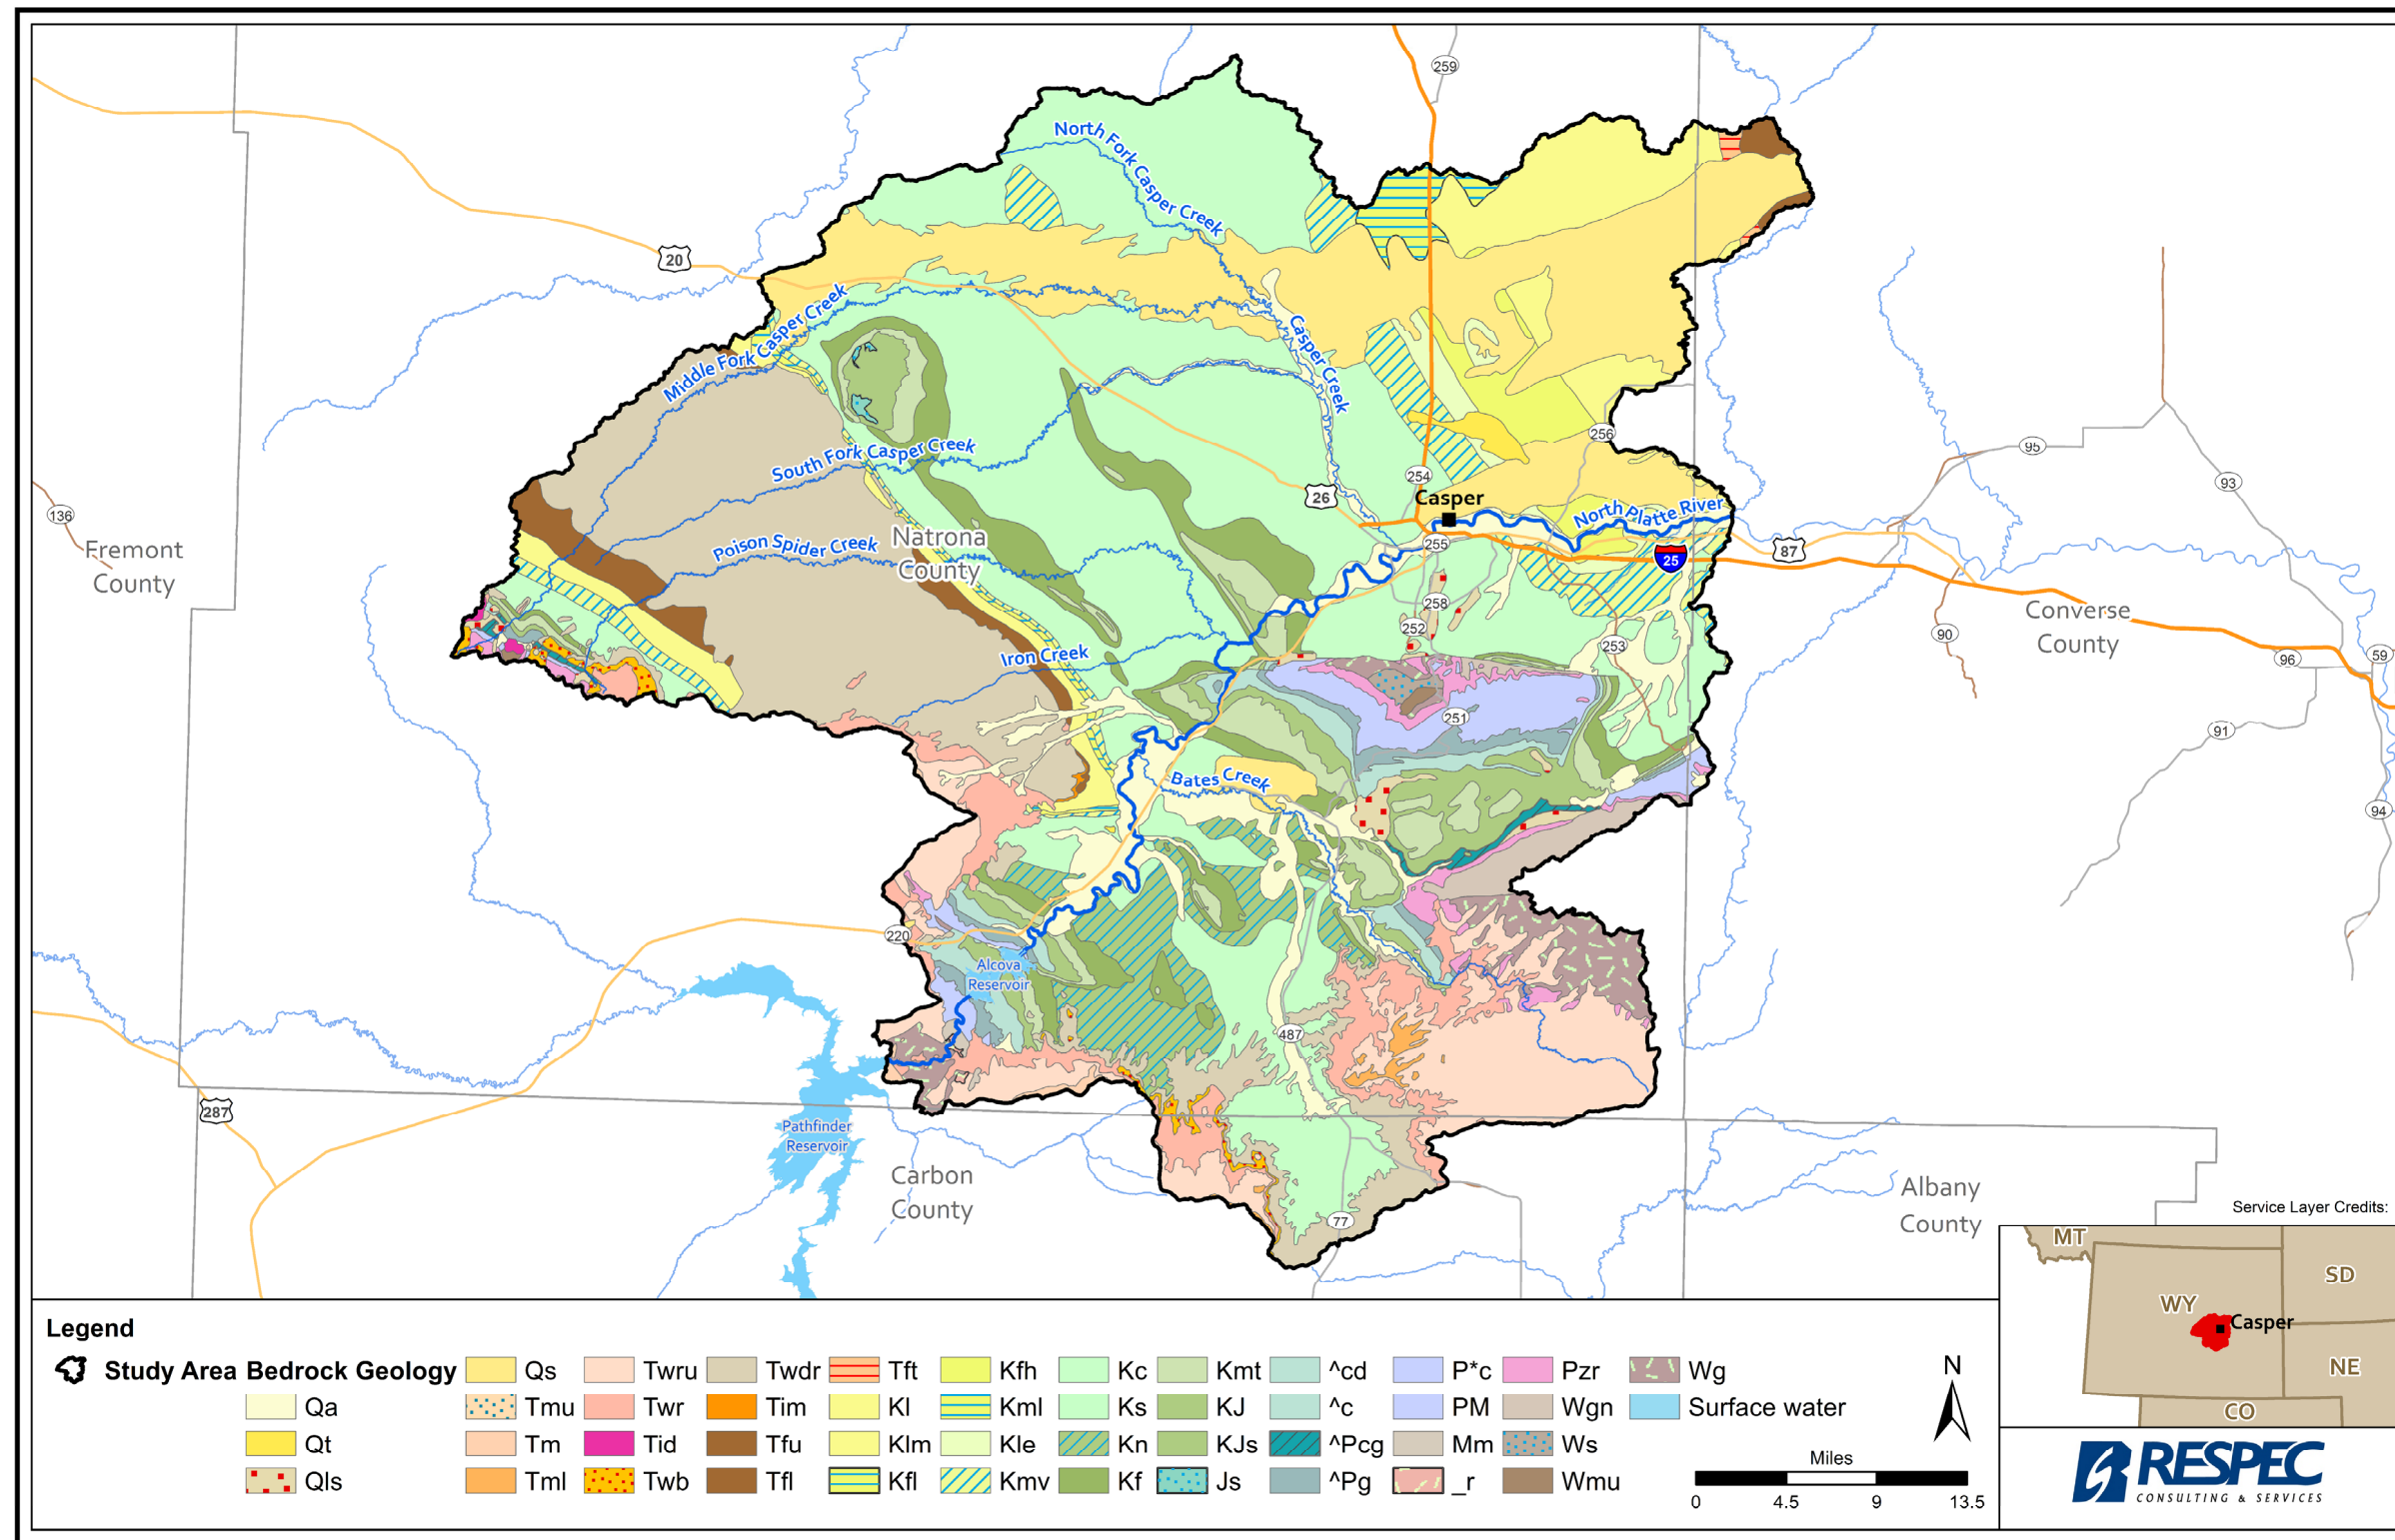 259
North Fork Casper Creek
20
Middle Fork Casper Creek
Casper Creek
256
95
South Fork Casper Creek
254
93
26
Casper
136
North Platte River
Natrona
County
Poison Spider Creek
255
25
87
Fremont
County
258
Converse
County
252
90
253
Iron Creek
96
59
251
91
Bates Creek
94
220
Alcova
Reservoir
487
287
Pathfinder
Reservoir
Carbon
County
Albany
County
77
Service Layer Credits:
MT
SD
WY
Casper
NE
CO
Legend
Study Area
Bedrock Geology
Qa
Qt
Qls
Qs
Tmu
Tm
Tml
Twru
Twr
Tid
Twb
Twdr
Tim
Tfu
Tfl
Tft
Kl
Klm
Kfl
Kfh
Kml
Kle
Kmv
Kc
Ks
Kn
Kf
Kmt
KJ
KJs
Js
^cd
^c
^Pcg
^Pg
P*c
PM
Mm
_r
Pzr
Wgn
Ws
Wmu
Wg
Surface water
N
Miles
0 4.5 9 13.5
RESPEC
CONSULTING & SERVICES